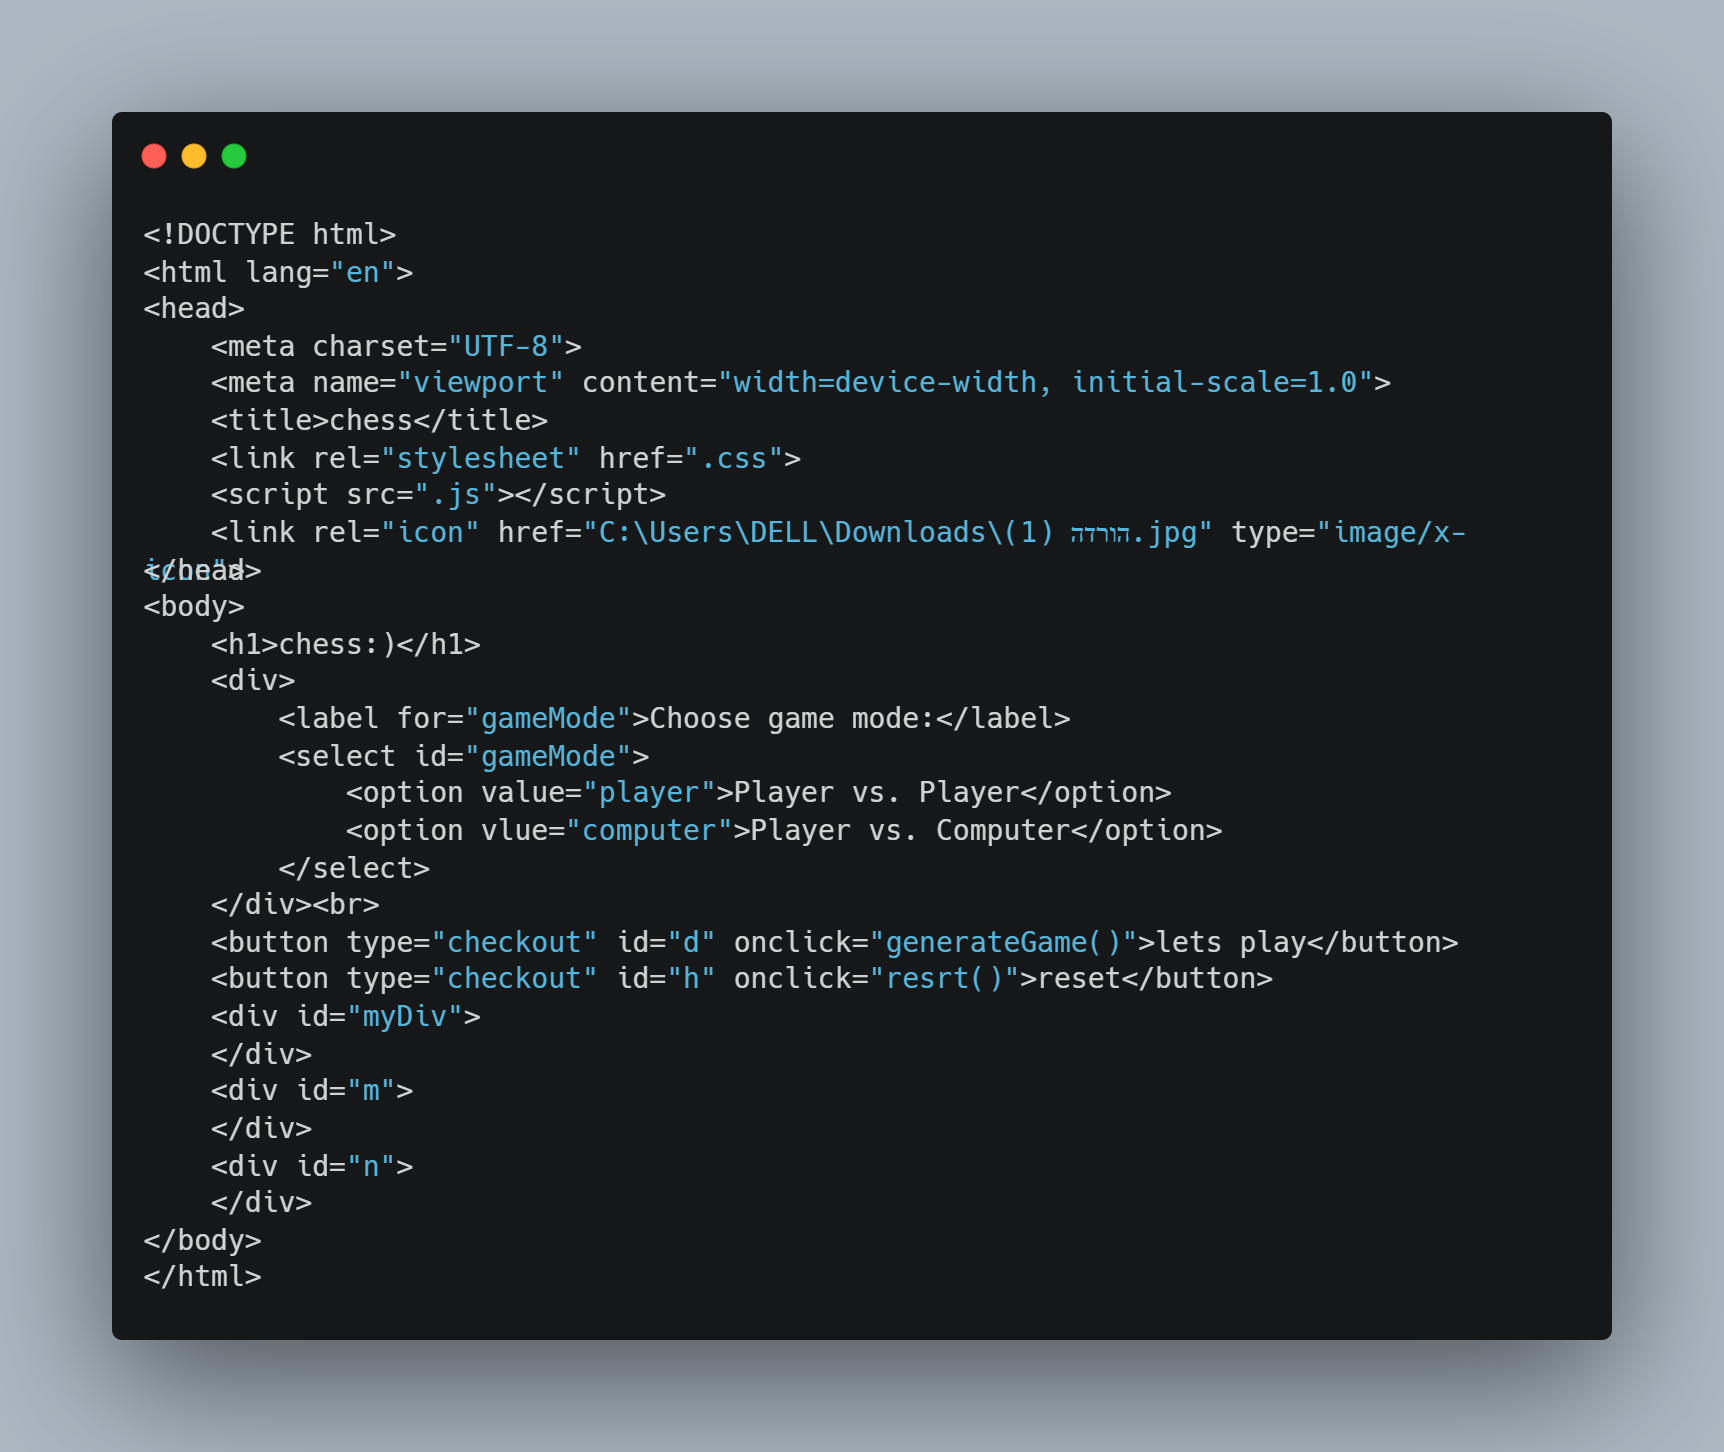 <!DOCTYPE html>
<html lang="en">
<head>
    <meta charset="UTF-8">
    <meta name="viewport" content="width=device-width, initial-scale=1.0">
    <title>chess</title>
    <link rel="stylesheet" href=".css">
    <script src=".js"></script>
    <link rel="icon" href="C:\Users\DELL\Downloads\הורדה (1).jpg" type="image/x-
icon">
</head>
<body>
    <h1>chess:)</h1>
    <div>
        <label for="gameMode">Choose game mode:</label>
        <select id="gameMode">
            <option value="player">Player vs. Player</option>
            <option vlue="computer">Player vs. Computer</option>
        </select>
    </div><br>
    <button type="checkout" id="d" onclick="generateGame()">lets play</button>
    <button type="checkout" id="h" onclick="resrt()">reset</button>
    <div id="myDiv">
    </div>
    <div id="m">
    </div>
    <div id="n">
    </div>
</body>
</html>